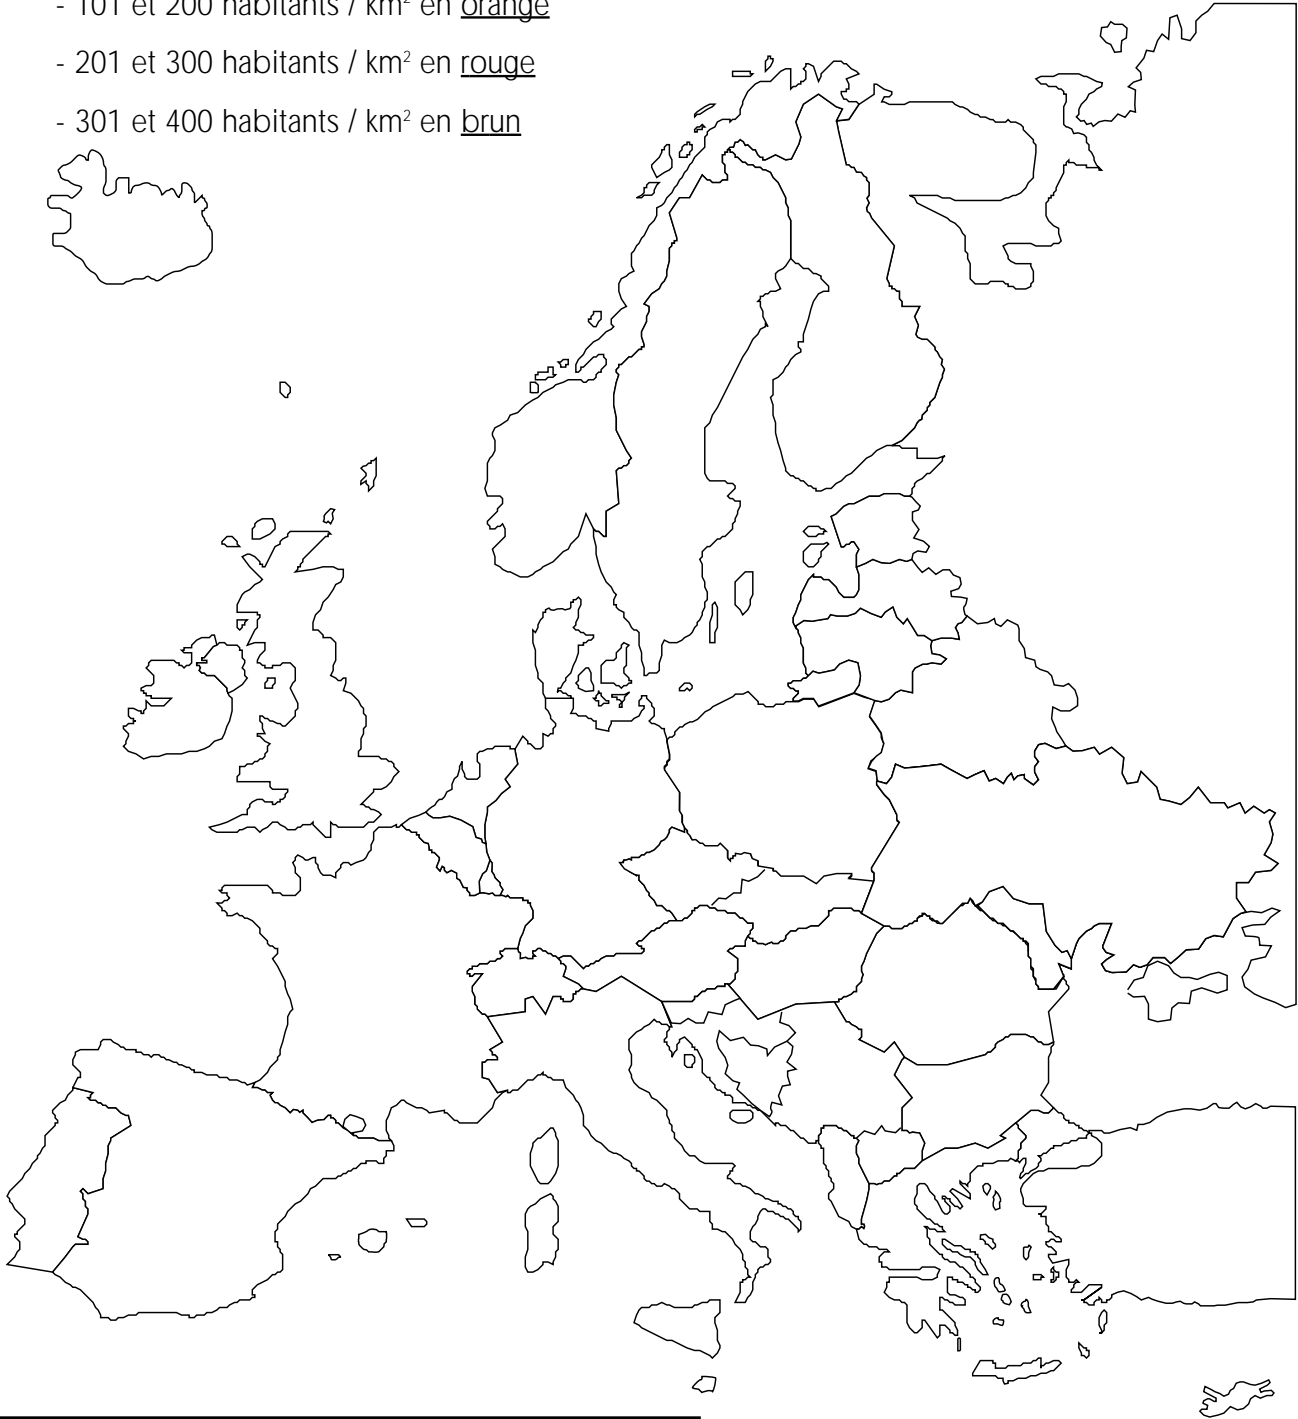 - 101 et 200 habitants / km² en orange
- 201 et 300 habitants / km² en rouge
- 301 et 400 habitants / km² en brun